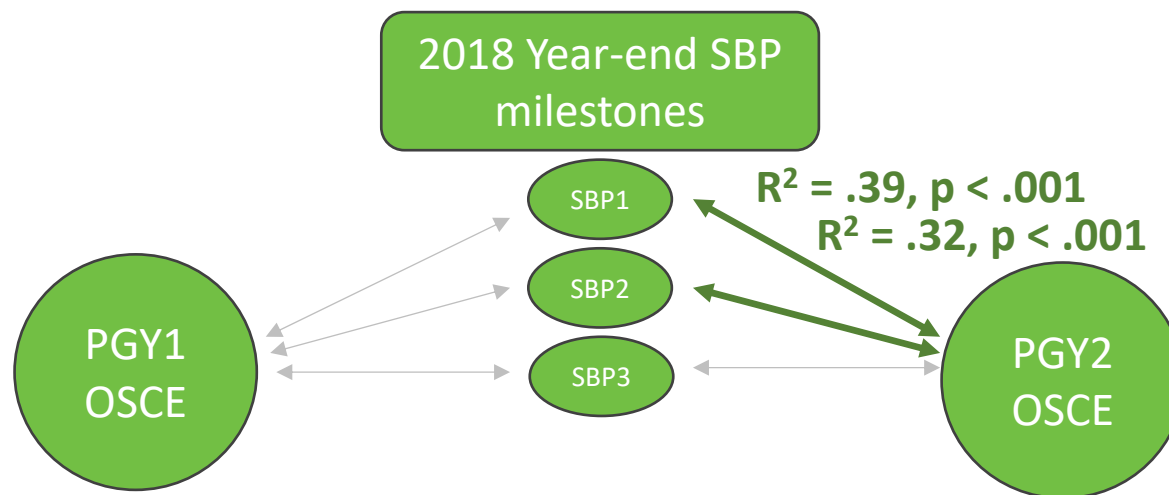 2018 Year-end SBP
milestones
SBP1
R² = .39, p < .001
R² = .32, p < .001
SBP2
SBP3
PGY1
OSCE
PGY2
OSCE